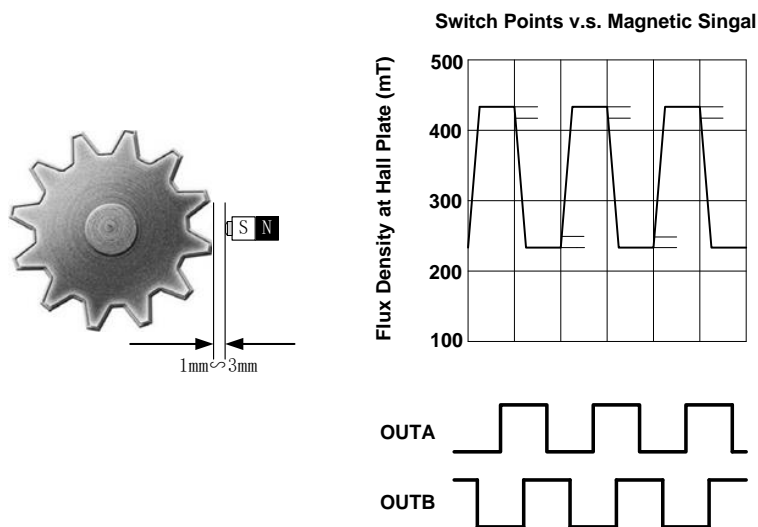 Switch Points v.s. Magnetic Singal
Flux Density at Hall Plate (mT)
500
400
300
200
100
S N
1mm∽3mm
OUTA
OUTB